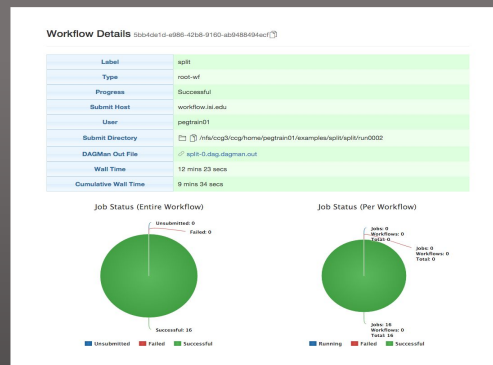 Workflow Details 5bb4de1d-e986-42b8-9160-ab9488494ecf
Label split
Type root-wf
Progress Successful
Submit Host workflow.isi.edu
User pegtrain01
Submit Directory /nfs/ccg3/ccg/home/pegtrain01/examples/split/split/run0002
DAGMan Out File split-0.dag.dagman.out
Wall Time 12 mins 23 secs
Cumulative Wall Time 9 mins 34 secs
Job Status (Entire Workflow)
Unsubmitted: 0
Failed: 0
Successful: 16
Unsubmitted Failed Successful
Job Status (Per Workflow)
Jobs: 0
Workflows: 0
Total: 0
Jobs: 0
Workflows: 0
Total: 0
Jobs: 16
Workflows: 0
Total: 16
Running Failed Successful